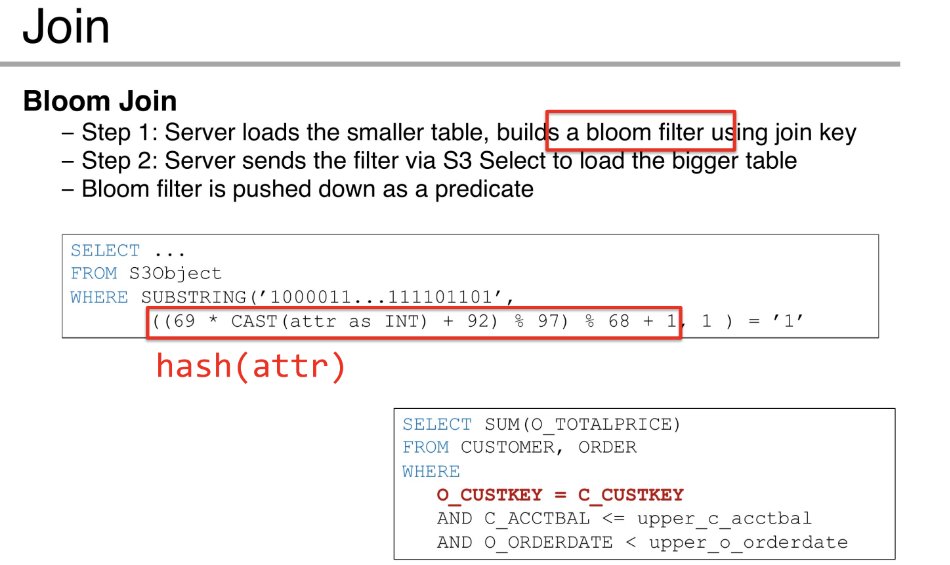 Join
Bloom Join
– Step 1: Server loads the smaller table, builds a bloom filter using join key
– Step 2: Server sends the filter via S3 Select to load the bigger table
– Bloom filter is pushed down as a predicate
SELECT ...
FROM S3Object
WHERE SUBSTRING('1000011...111101101',
((69 * CAST(attr as INT) + 92) % 97) % 68 + 1, 1 ) = '1'
hash(attr)
SELECT SUM(O_TOTALPRICE)
FROM CUSTOMER, ORDER
WHERE
O_CUSTKEY = C_CUSTKEY
AND C_ACCTBAL <= upper_c_acctbal
AND O_ORDERDATE < upper_o_orderdate